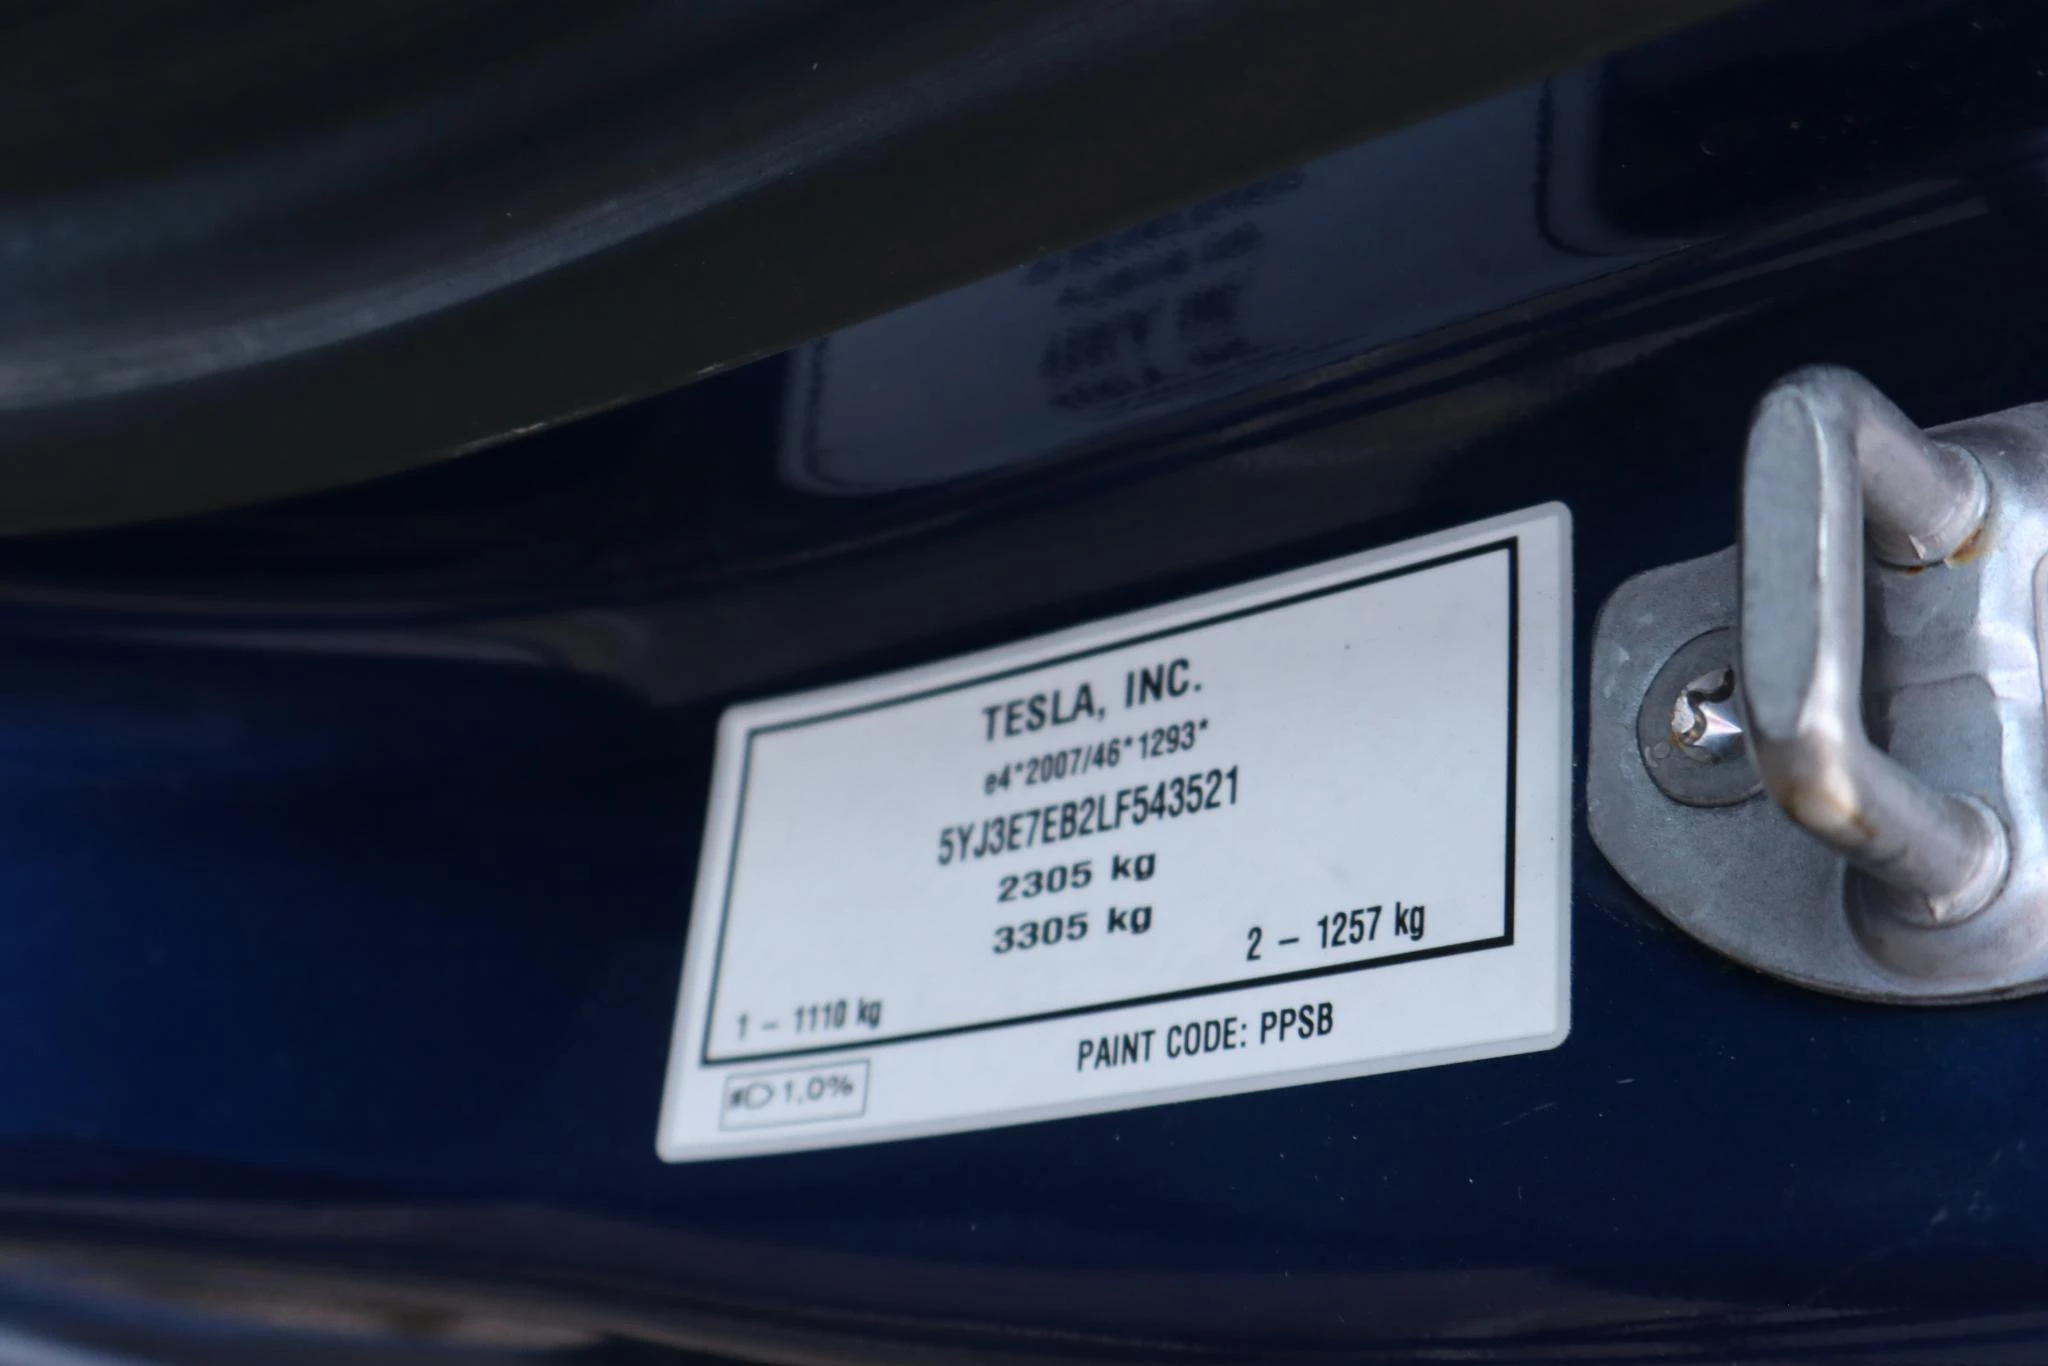 TESLA, INC.
e4*2007/46*1293*
5YJ3E7EB2LF543521
2305 kg
3305 kg
1 – 1110 kg
2 – 1257 kg
1,0%
PAINT CODE: PPSB